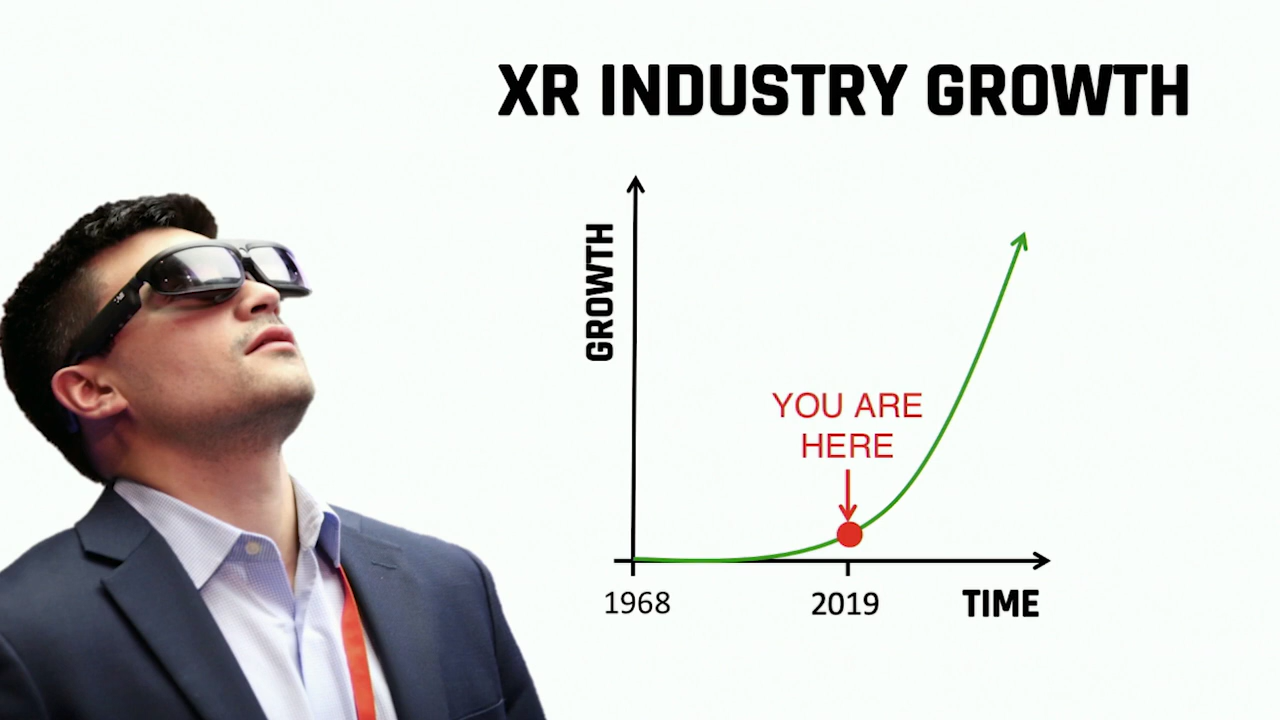 XR INDUSTRY GROWTH
GROWTH
YOU ARE
HERE
1968
2019
TIME